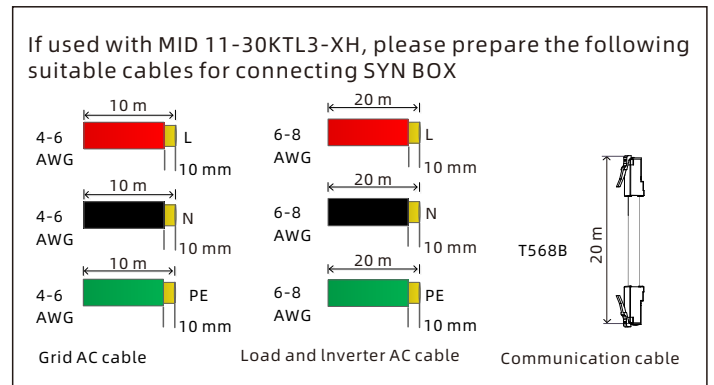 If used with MID 11-30KTL3-XH, please prepare the following
suitable cables for connecting SYN BOX
10 m
4-6
AWG
L
10 mm
10 m
4-6
AWG
N
10 mm
10 m
4-6
AWG
PE
10 mm
Grid AC cable
20 m
6-8
AWG
L
10 mm
20 m
6-8
AWG
N
10 mm
20 m
6-8
AWG
PE
10 mm
Load and Inverter AC cable
T568B
20 m
Communication cable